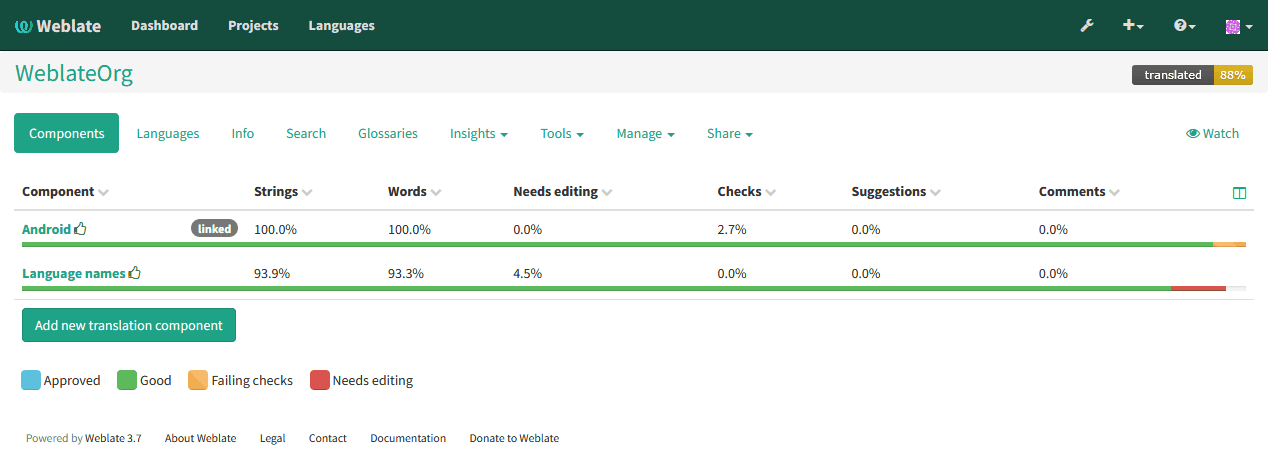 Weblate Dashboard Projects Languages
WeblateOrg translated 88%
Components Languages Info Search Glossaries Insights Tools Manage Share Watch
Component Strings Words Needs editing Checks Suggestions Comments
Android linked 100.0% 100.0% 0.0% 2.7% 0.0% 0.0%
Language names 93.9% 93.3% 4.5% 0.0% 0.0% 0.0%
Add new translation component
Approved Good Failing checks Needs editing
Powered by Weblate 3.7 About Weblate Legal Contact Documentation Donate to Weblate